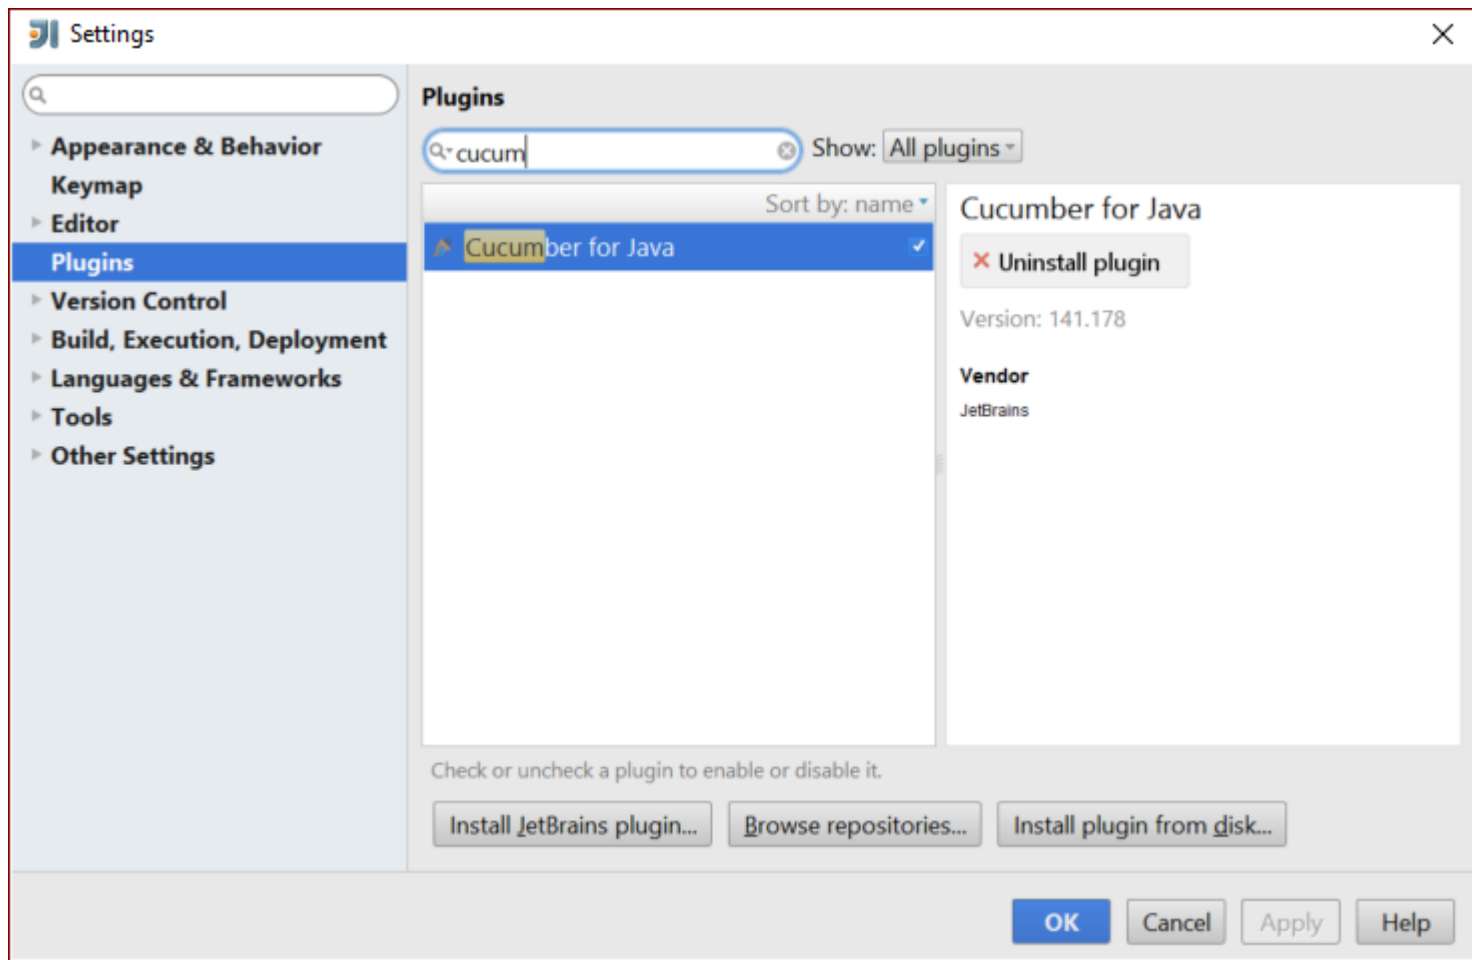 Settings
Appearance & Behavior
Keymap
Editor
Plugins
Version Control
Build, Execution, Deployment
Languages & Frameworks
Tools
Other Settings
Plugins
cucum
Show: All plugins
Sort by: name
Cucumber for Java
Cucumber for Java
Uninstall plugin
Version: 141.178
Vendor
JetBrains
Check or uncheck a plugin to enable or disable it.
Install JetBrains plugin... Browse repositories... Install plugin from disk...
OK Cancel Apply Help